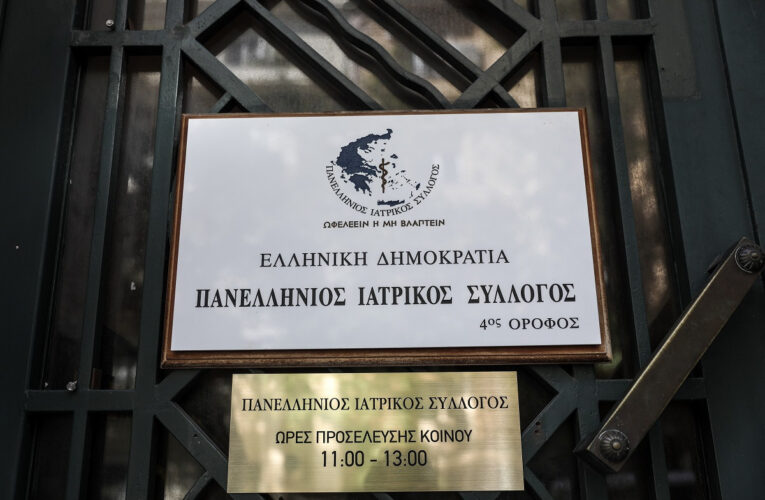 ΠΑΝΕΛΛΗΝΙΟΣ ΙΑΤΡΙΚΟΣ ΣΥΛΛΟΓΟΣ
ΩΦΕΛΕΕΙΝ Η ΜΗ ΒΛΑΠΤΕΙΝ
ΕΛΛΗΝΙΚΗ ΔΗΜΟΚΡΑΤΙΑ
ΠΑΝΕΛΛΗΝΙΟΣ ΙΑΤΡΙΚΟΣ ΣΥΛΛΟΓΟΣ
4ος ΟΡΟΦΟΣ
ΠΑΝΕΛΛΗΝΙΟΣ ΙΑΤΡΙΚΟΣ ΣΥΛΛΟΓΟΣ
ΩΡΕΣ ΠΡΟΣΕΛΕΥΣΗΣ ΚΟΙΝΟΥ
11:00 - 13:00